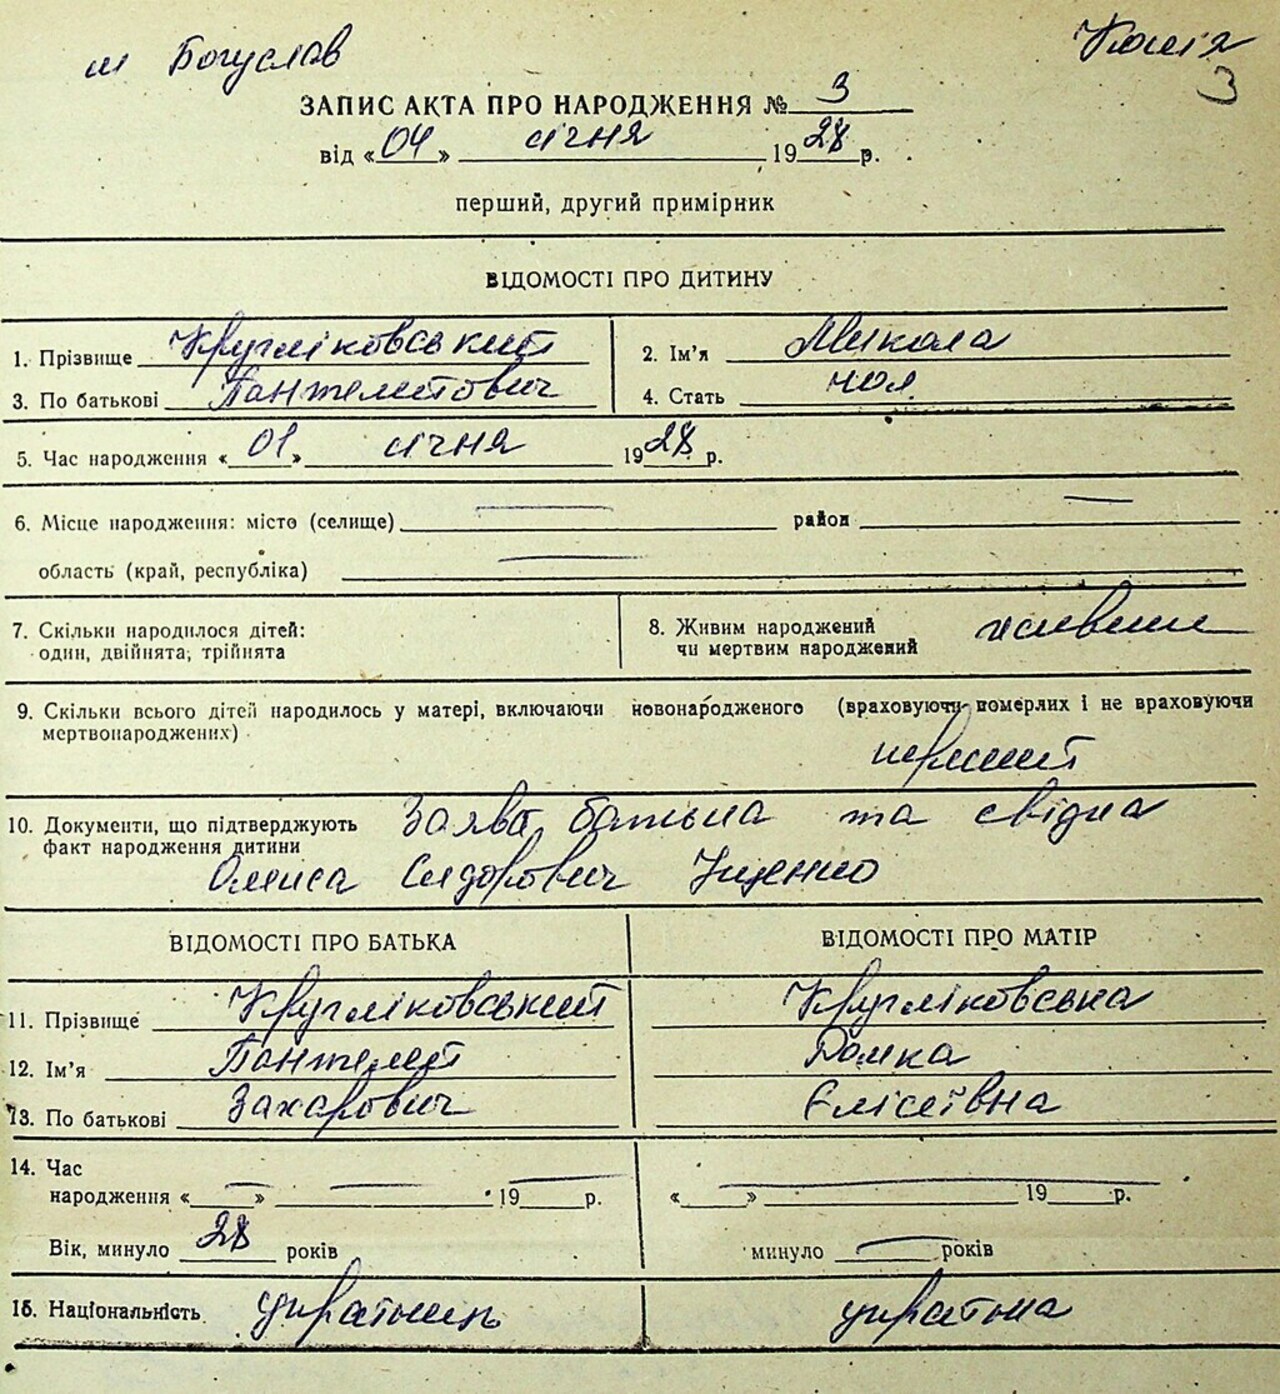 м Богуслав
Копія
3
ЗАПИС АКТА ПРО НАРОДЖЕННЯ № 3
від «04» січня 1928 р.
перший, другий примірник
ВІДОМОСТІ ПРО ДИТИНУ
1. Прізвище Кругліковський 2. Ім’я Микола
3. По батькові Пантелейович 4. Стать чол
5. Час народження «01» січня 1928 р.
6. Місце народження: місто (селище) — район —
область (край, республіка) —
7. Скільки народилося дітей: 8. Живим народжений живим
один, двійнята, трійнята чи мертвим народжений
9. Скільки всього дітей народилось у матері, включаючи новонародженого (враховуючи померлих і не враховуючи
мертвонароджених) перший
10. Документи, що підтверджують Заява батька та свідка
факт народження дитини
Сидорович Іщенко
ВІДОМОСТІ ПРО БАТЬКА ВІДОМОСТІ ПРО МАТІР
11. Прізвище Кругліковський Кругліковська
12. Ім’я Пантелей Домка
13. По батькові Захарович Єлісеївна
14. Час
народження «—» — 19— р. «—» — 19— р.
Вік, минуло 28 років минуло — років
15. Національність українець українка